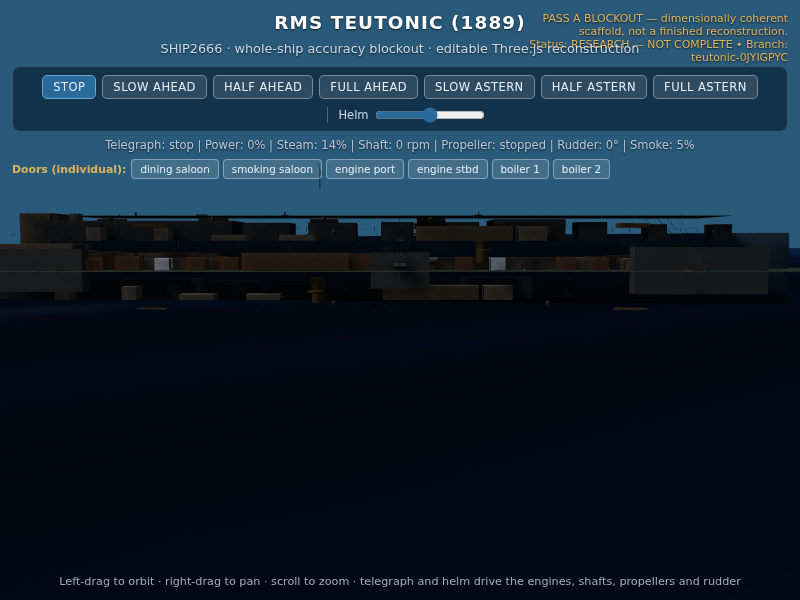 RMS TEUTONIC (1889)
PASS A BLOCKOUT — dimensionally coherent
scaffold, not a finished reconstruction.
Status: RESEARCH — NOT COMPLETE • Branch:
teutonic-0JYIGPYC
SHIP2666 · whole-ship accuracy blockout · editable Three.js reconstruction
STOP SLOW AHEAD HALF AHEAD FULL AHEAD SLOW ASTERN HALF ASTERN FULL ASTERN
Helm
Telegraph: stop | Power: 0% | Steam: 14% | Shaft: 0 rpm | Propeller: stopped | Rudder: 0° | Smoke: 5%
Doors (individual): dining saloon smoking saloon engine port engine stbd boiler 1 boiler 2
Left-drag to orbit · right-drag to pan · scroll to zoom · telegraph and helm drive the engines, shafts, propellers and rudder